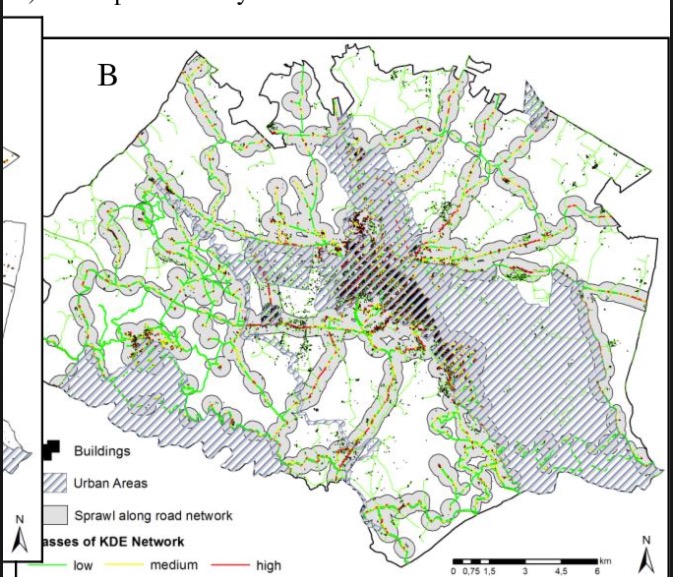 B
Buildings
Urban Areas
Sprawl along road network
asses of KDE Network
low medium high
N
N
km
0 0,75 1,5 3 4,5 6